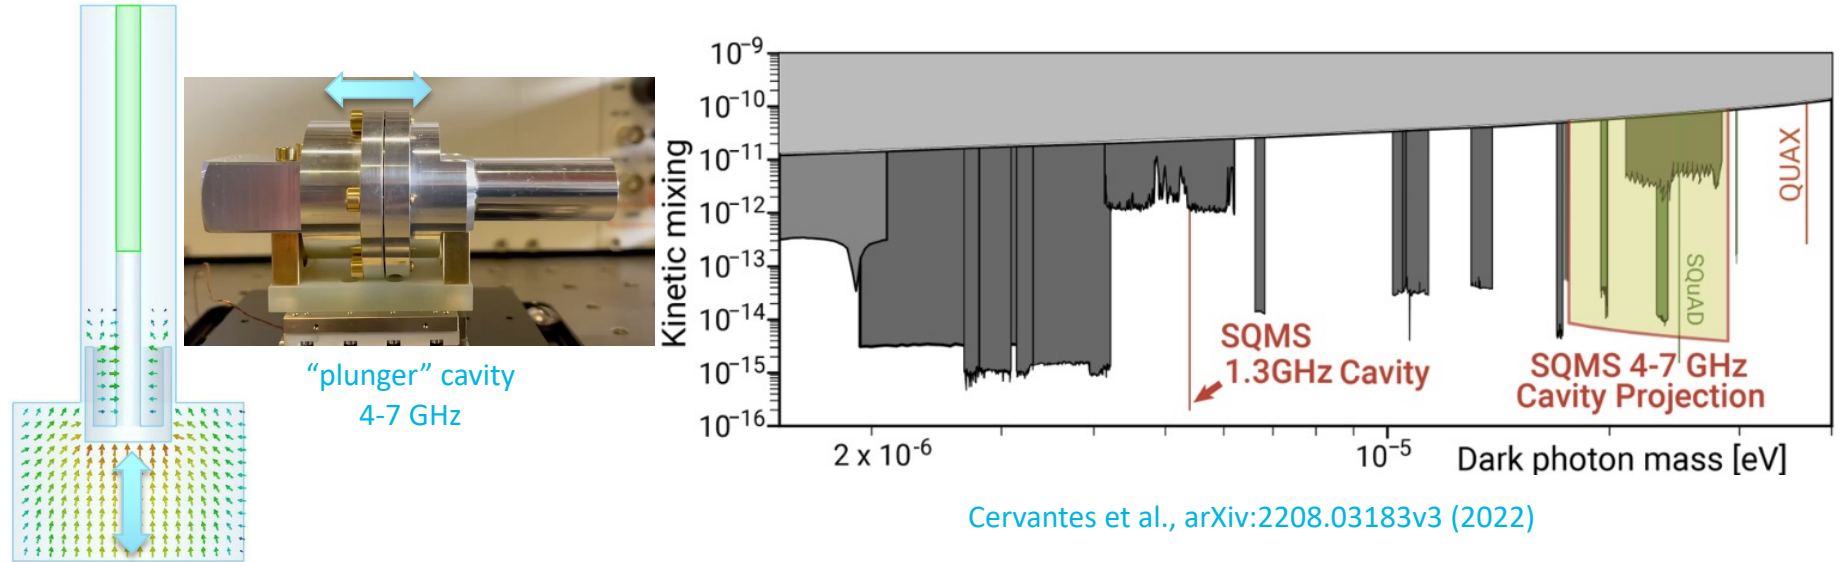 “plunger” cavity
4-7 GHz
Kinetic mixing
10⁻⁹
10⁻¹⁰
10⁻¹¹
10⁻¹²
10⁻¹³
10⁻¹⁴
10⁻¹⁵
10⁻¹⁶
SQMS
1.3GHz Cavity
SQMS 4-7 GHz
Cavity Projection
SQuAD
QUAX
2 x 10⁻⁶
10⁻⁵
Dark photon mass [eV]
Cervantes et al., arXiv:2208.03183v3 (2022)